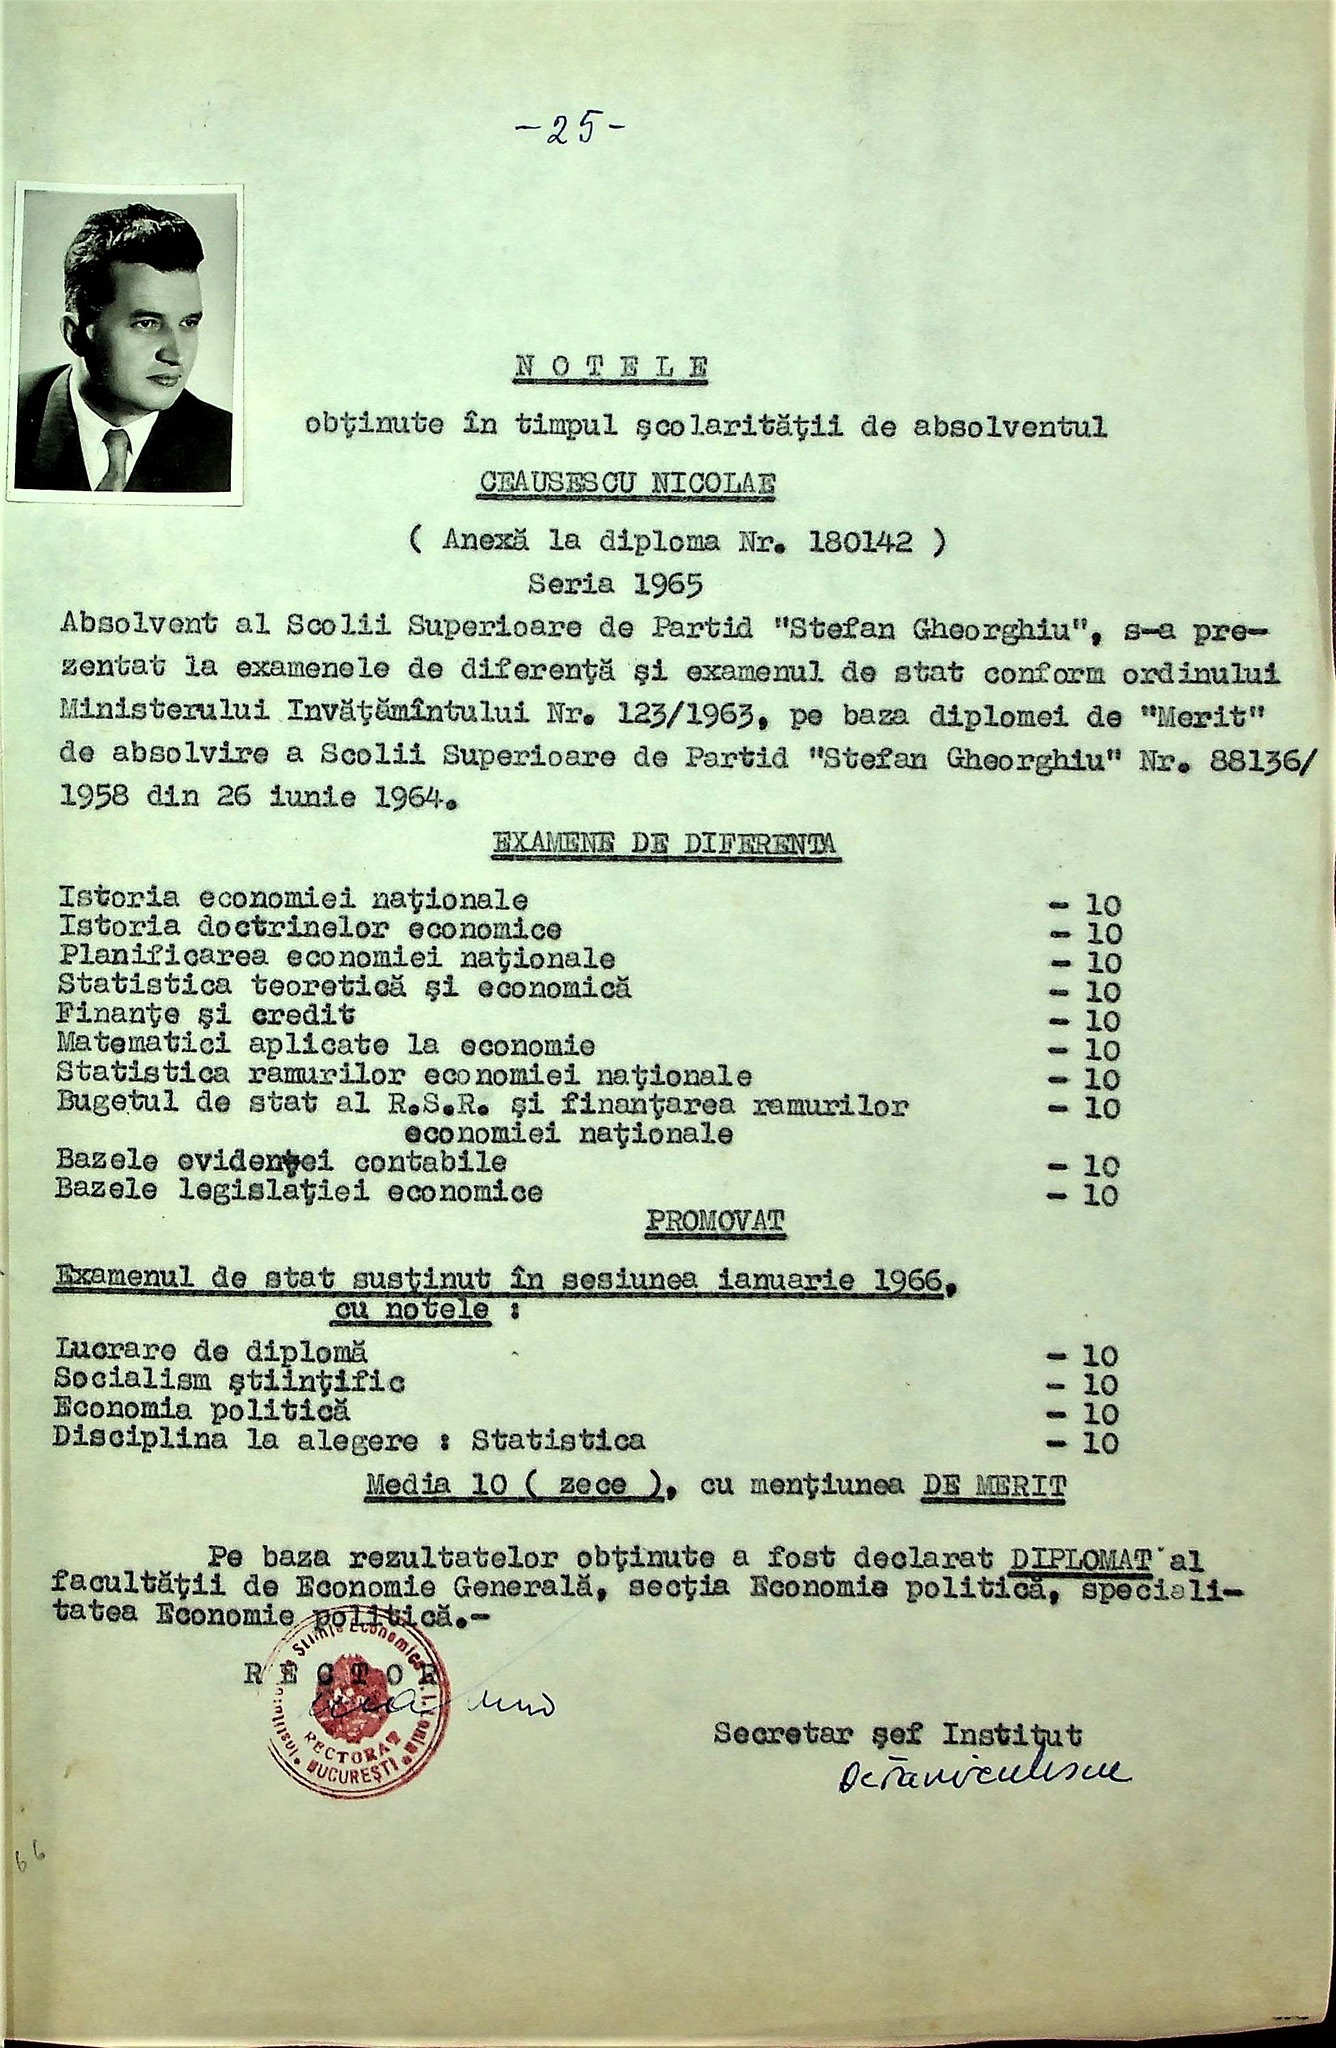 -25-
NOTELE
obţinute în timpul şcolarităţii de absolventul
CEAUSESCU NICOLAE
( Anexă la diploma Nr. 180142 )
Seria 1965
Absolvent al Scolii Superioare de Partid "Stefan Gheorghiu", s-a pre-
zentat la examenele de diferenţă şi examenul de stat conform ordinului
Ministerului Invăţămîntului Nr. 123/1963, pe baza diplomei de "Merit"
de absolvire a Scolii Superioare de Partid "Stefan Gheorghiu" Nr. 88136/
1958 din 26 iunie 1964.
EXAMENE DE DIFERENTA
Istoria economiei naţionale - 10
Istoria doctrinelor economice - 10
Planificarea economiei naţionale - 10
Statistica teoretică şi economică - 10
Finanţe şi credit - 10
Matematici aplicate la economie - 10
Statistica ramurilor economiei naţionale - 10
Bugetul de stat al R.S.R. şi finanţarea ramurilor - 10
economiei naţionale
Bazele evidenţei contabile - 10
Bazele legislaţiei economice - 10
PROMOVAT
Examenul de stat susţinut în sesiunea ianuarie 1966,
cu notele :
Lucrare de diplomă - 10
Socialism ştiinţific - 10
Economia politică - 10
Disciplina la alegere : Statistica - 10
Media 10 ( zece ), cu menţiunea DE MERIT
Pe baza rezultatelor obţinute a fost declarat DIPLOMAT al
facultăţii de Economie Generală, secţia Economie politică, speciali-
tatea Economie politică.-
RECTOR
Ştiinţe Economice
RECTORAT
BUCUREŞTI
Secretar şef Institut
66